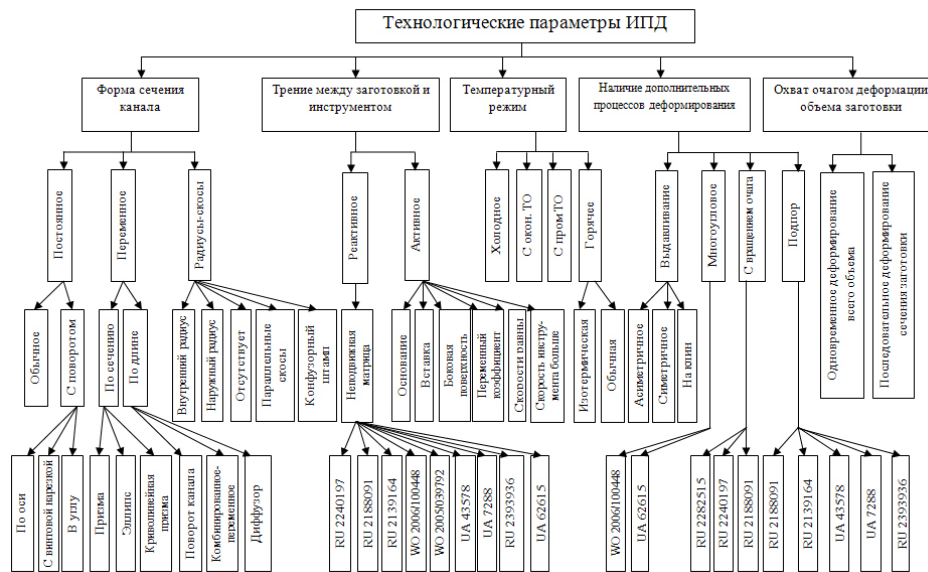 Технологические параметры ИПД
Форма сечения
канала
Трение между заготовкой и
инструментом
Температурный
режим
Наличие дополнительных
процессов деформирования
Охват очагом деформации
объема заготовки
Постоянное
Переменное
Радиусы-скосы
Реактивное
Активное
Холодное
С окон. ТО
С пром ТО
Горячее
Выдавливание
Многоугловое
С вращением очага
Подпор
Одновременное деформирование
всего объема
Последовательное деформирование
сечения заготовки
Обычное
С поворотом
По сечению
По длине
Внутренний радиус
Наружный радиус
Отсутствует
Параллельные
скосы
Конфузорный
штамп
Неподвижная
матрица
Основание
Вставка
Боковая
поверхность
Переменный
коэффициент
Скорости равны
Скорость инстру-
мента больше
Изотермическая
Обычная
Асиметричное
Симетричное
На клин
По оси
С винтовой нарезкой
В углу
Призма
Эллипс
Криволинейная
призма
Поворот канала
Комбинированное-
переменное
Диффузор
RU 2240197
RU 2188091
RU 2139164
WO 2006/100448
WO 2005/039792
UA 43578
UA 7288
RU 2393936
UA 62615
WO 2006/100448
UA 62615
RU 2282515
RU 2240197
RU 2188091
RU 2188091
RU 2139164
UA 43578
UA 7288
RU 2393936